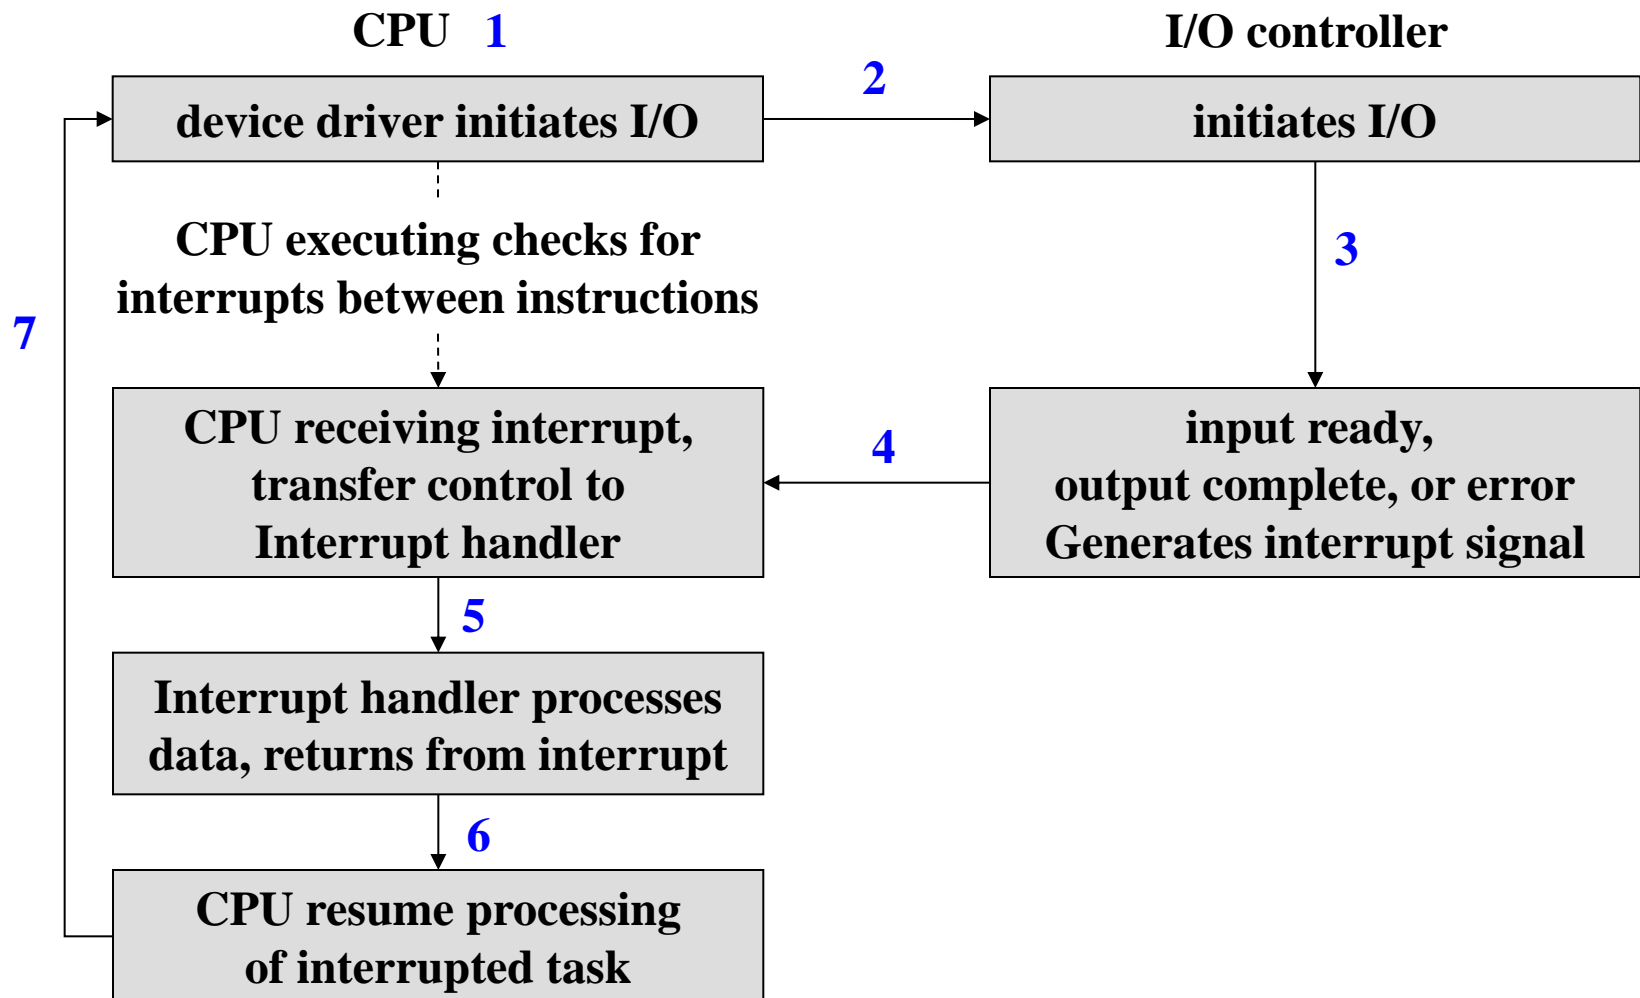 CPU 1
I/O controller
device driver initiates I/O
2
initiates I/O
CPU executing checks for
interrupts between instructions
3
7
CPU receiving interrupt,
transfer control to
Interrupt handler
4
input ready,
output complete, or error
Generates interrupt signal
5
Interrupt handler processes
data, returns from interrupt
6
CPU resume processing
of interrupted task